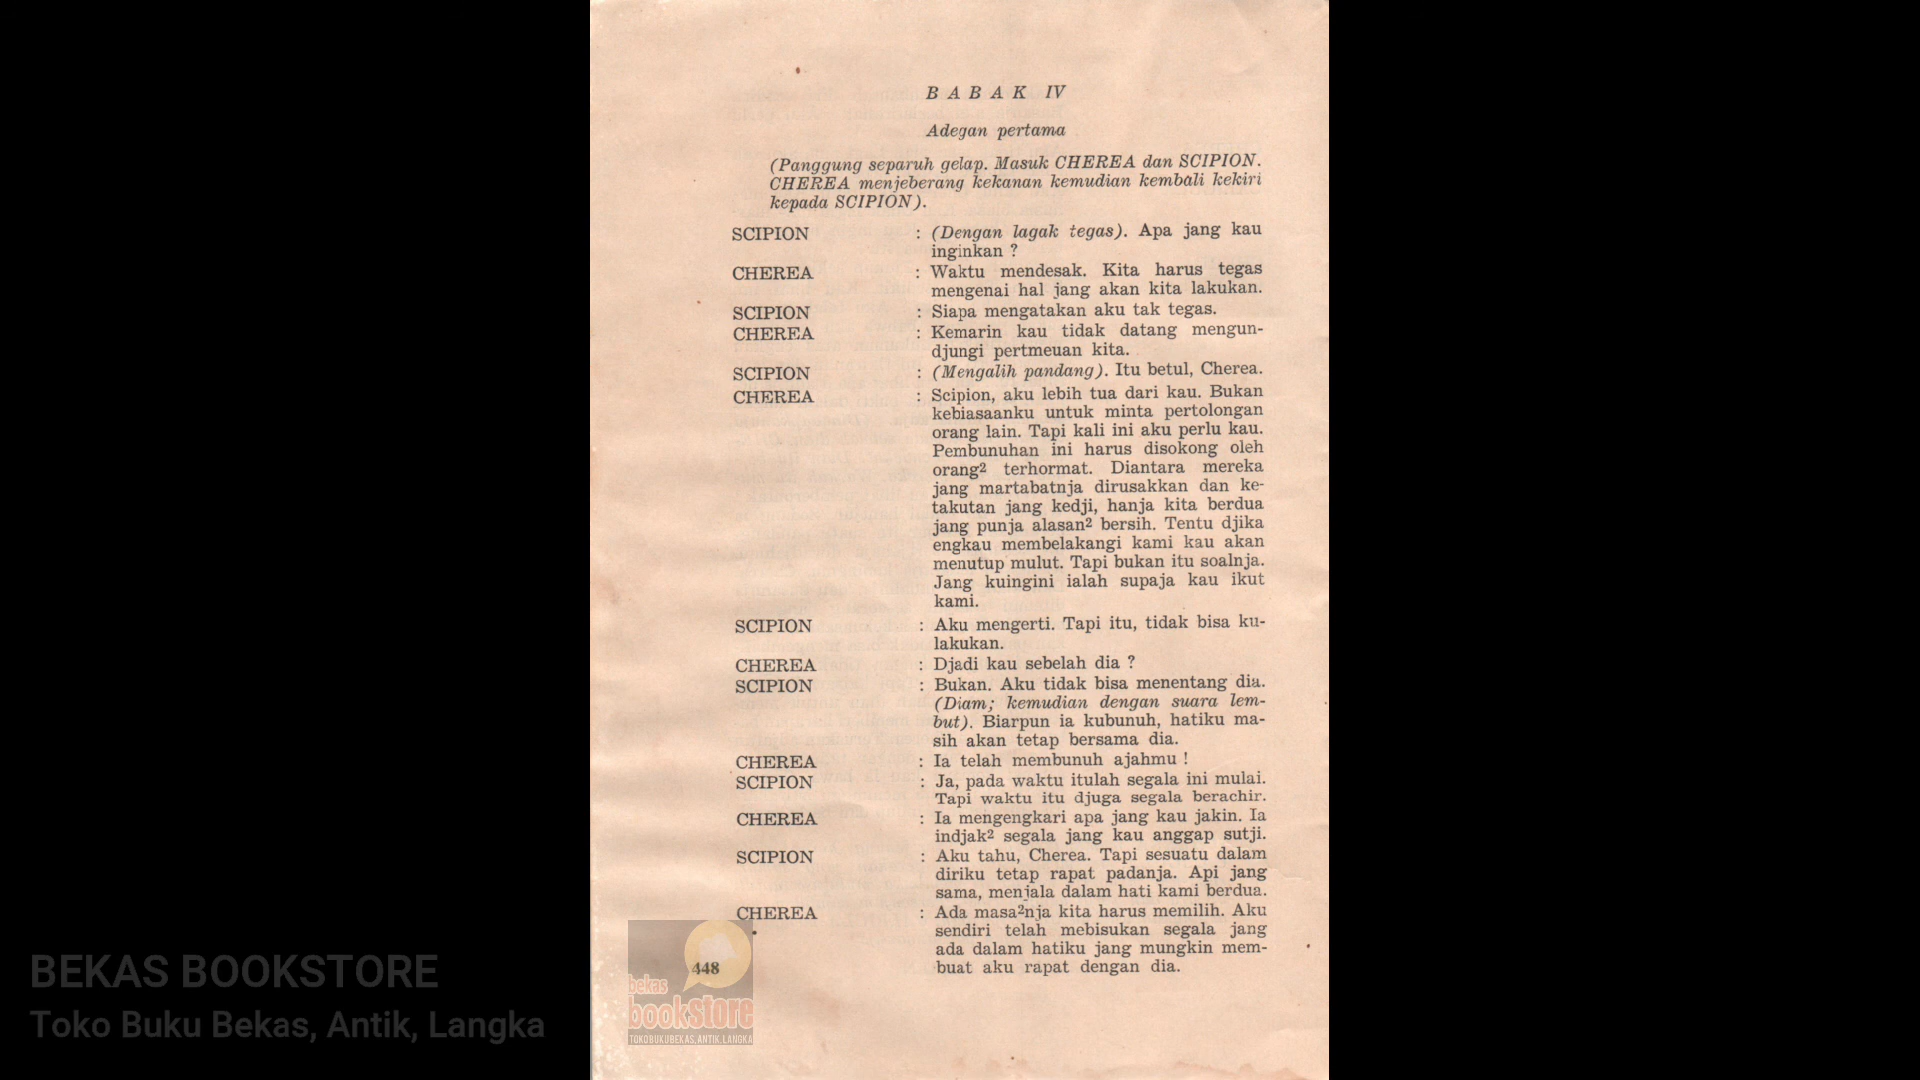 B A B A K IV
Adegan pertama
(Panggung separuh gelap. Masuk CHEREA dan SCIPION.
CHEREA menjeberang kekanan kemudian kembali kekiri
kepada SCIPION).
SCIPION : (Dengan lagak tegas). Apa jang kau
inginkan ?
CHEREA : Waktu mendesak. Kita harus tegas
mengenai hal jang akan kita lakukan.
SCIPION : Siapa mengatakan aku tak tegas.
CHEREA : Kemarin kau tidak datang mengun-
djungi pertmeuan kita.
SCIPION : (Mengalih pandang). Itu betul, Cherea.
CHEREA : Scipion, aku lebih tua dari kau. Bukan
kebiasaanku untuk minta pertolongan
orang lain. Tapi kali ini aku perlu kau.
Pembunuhan ini harus disokong oleh
orang² terhormat. Diantara mereka
jang martabatnja dirusakkan dan ke-
takutan jang kedji, hanja kita berdua
jang punja alasan² bersih. Tentu djika
engkau membelakangi kami kau akan
menutup mulut. Tapi bukan itu soalnja.
Jang kuingini ialah supaja kau ikut
kami.
SCIPION : Aku mengerti. Tapi itu, tidak bisa ku-
lakukan.
CHEREA : Djadi kau sebelah dia ?
SCIPION : Bukan. Aku tidak bisa menentang dia.
(Diam; kemudian dengan suara lem-
but). Biarpun ia kubunuh, hatiku ma-
sih akan tetap bersama dia.
CHEREA : Ia telah membunuh ajahmu !
SCIPION : Ja, pada waktu itulah segala ini mulai.
Tapi waktu itu djuga segala berachir.
CHEREA : Ia mengengkari apa jang kau jakin. Ia
indjak² segala jang kau anggap sutji.
SCIPION : Aku tahu, Cherea. Tapi sesuatu dalam
diriku tetap rapat padanja. Api jang
sama, menjala dalam hati kami berdua.
CHEREA : Ada masa²nja kita harus memilih. Aku
sendiri telah mebisukan segala jang
ada dalam hatiku jang mungkin mem-
buat aku rapat dengan dia.
448
bekas
bookstore
TOKO BUKU BEKAS, ANTIK, LANGKA
BEKAS BOOKSTORE
Toko Buku Bekas, Antik, Langka